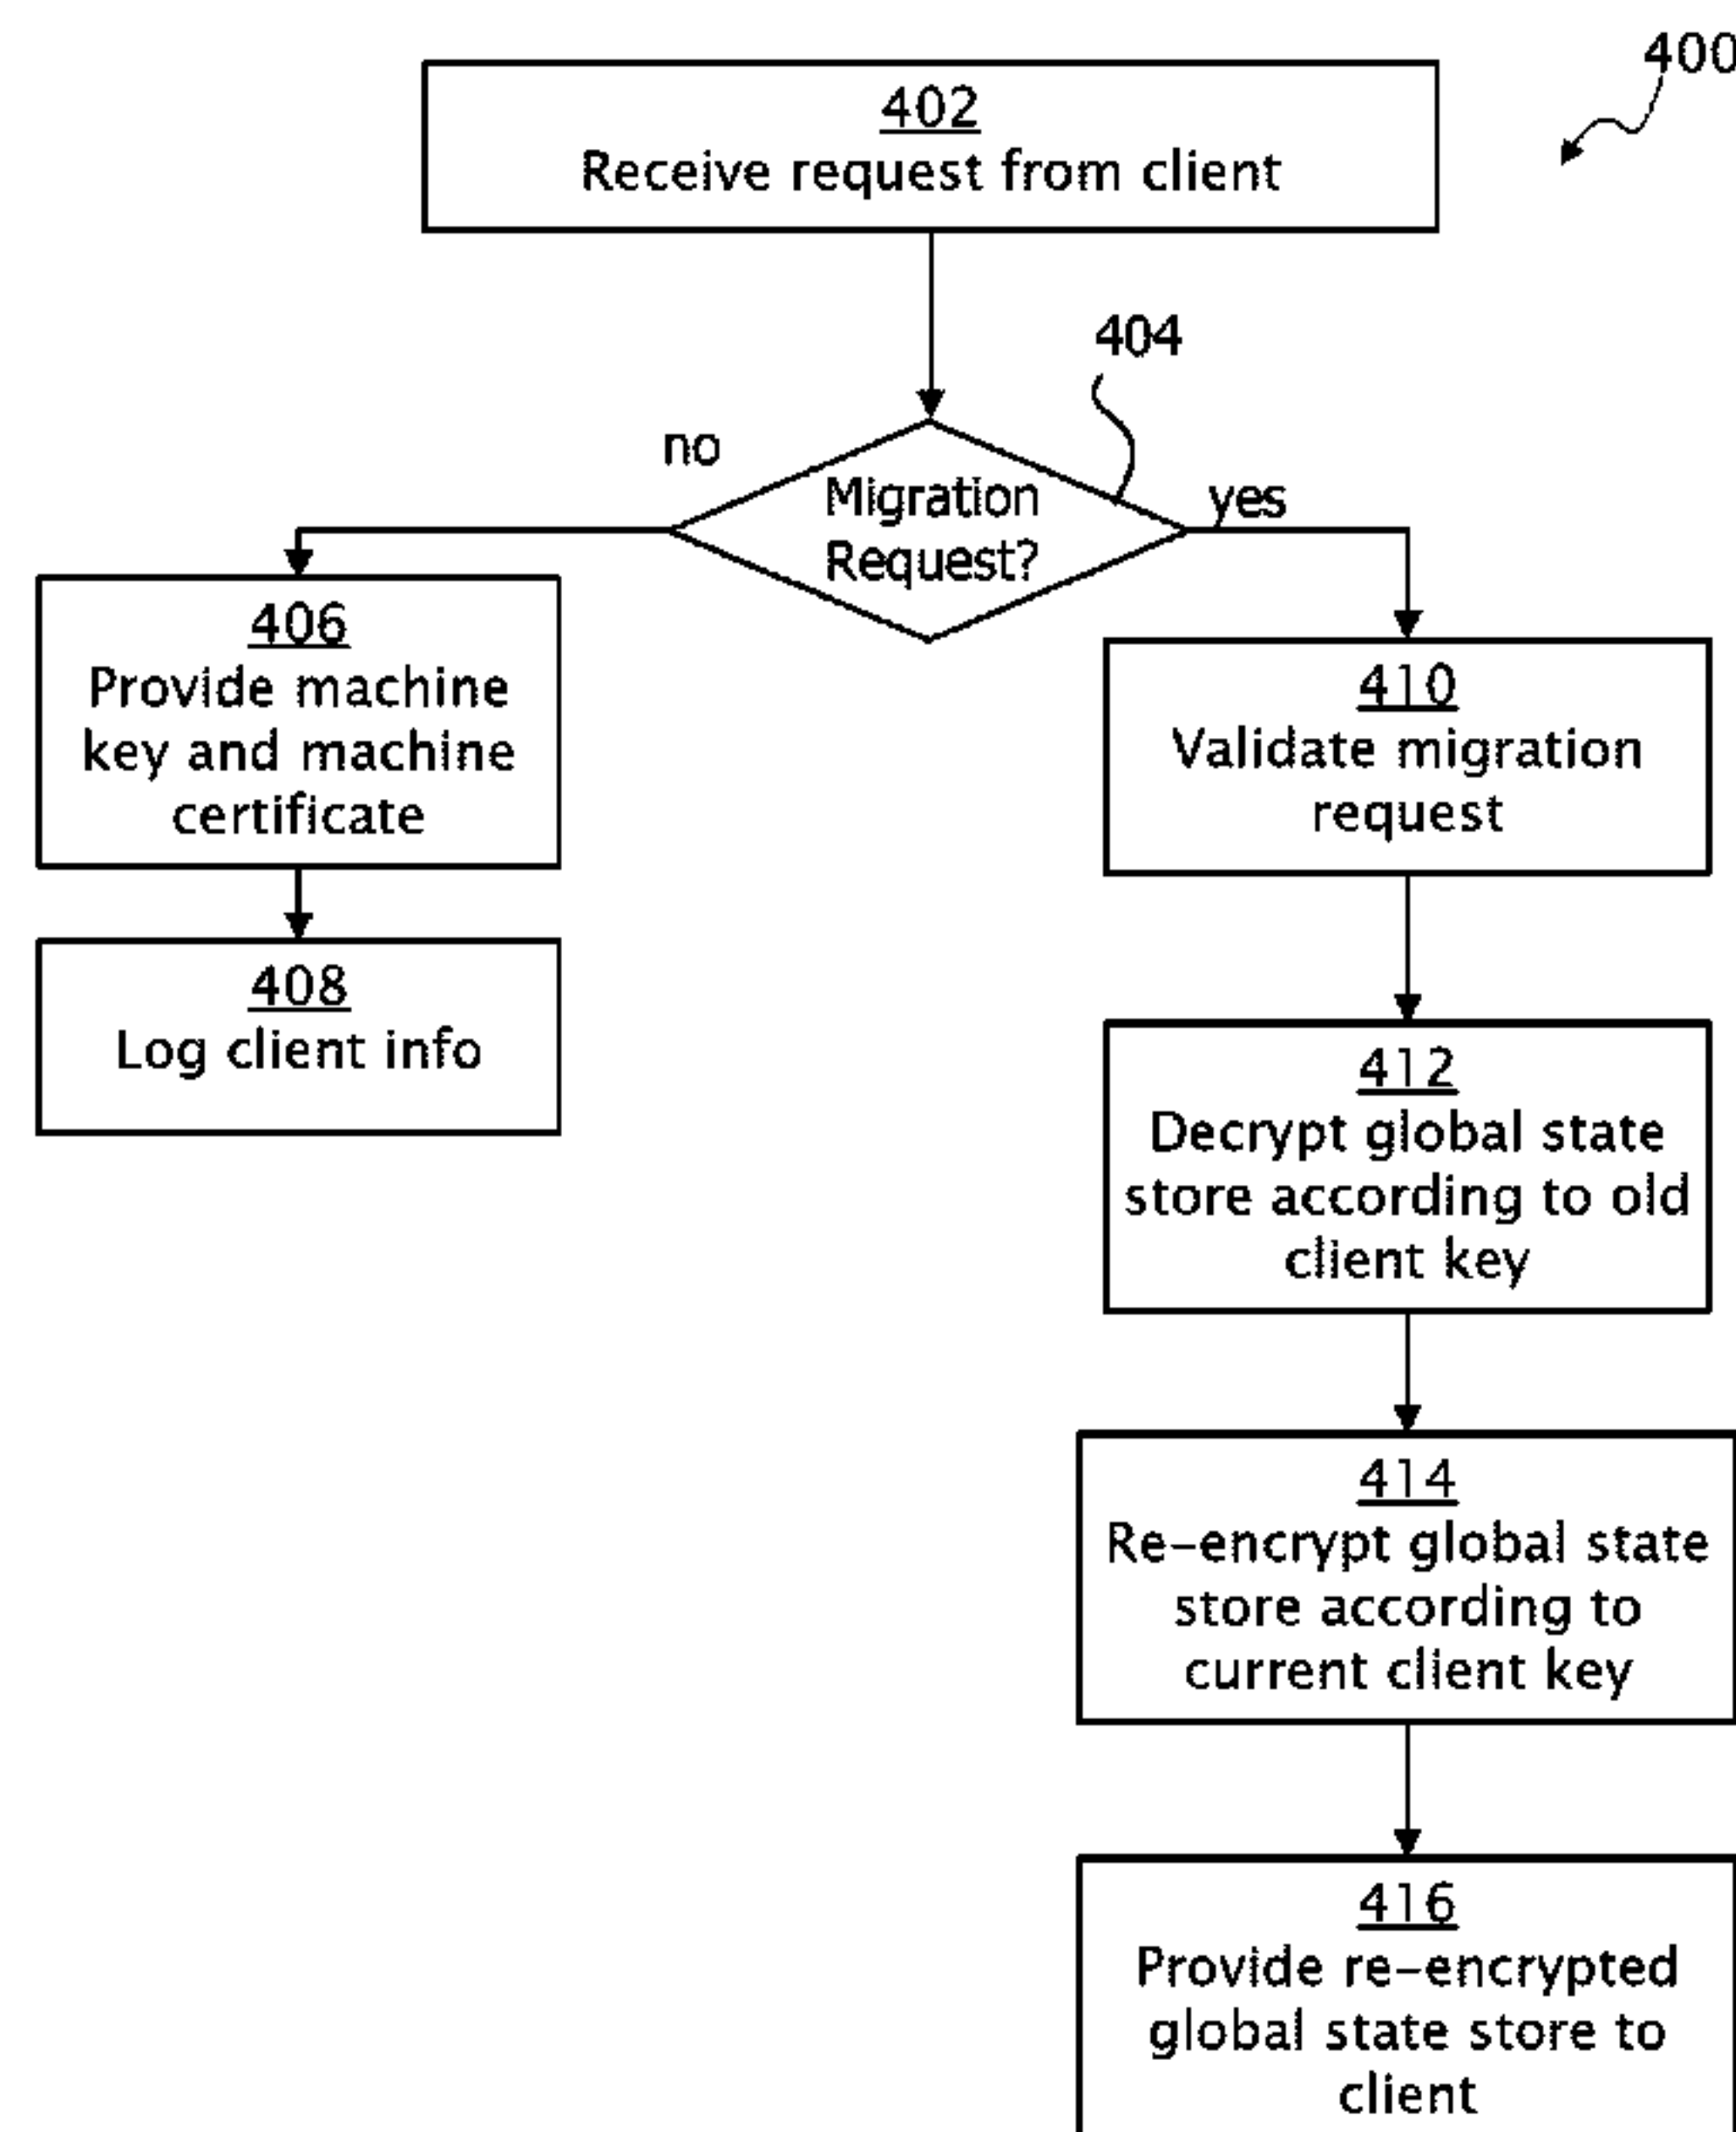 400
402
Receive request from client
404
no
Migration
Request?
yes
406
Provide machine
key and machine
certificate
408
Log client info
410
Validate migration
request
412
Decrypt global state
store according to old
client key
414
Re-encrypt global state
store according to
current client key
416
Provide re-encrypted
global state store to
client